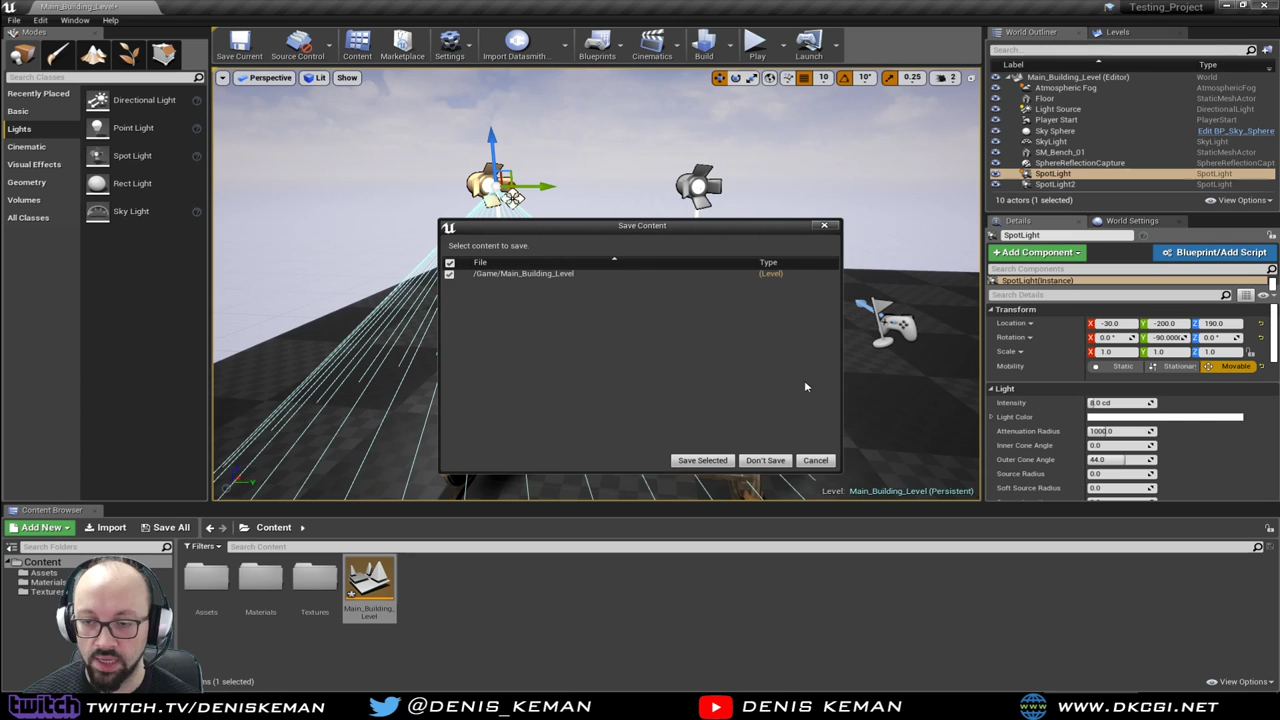 Main_Building_Level*
Testing_Project
File Edit Window Help
Modes
Search Classes
Recently Placed
Basic
Lights
Cinematic
Visual Effects
Geometry
Volumes
All Classes
Directional Light
Point Light
Spot Light
Rect Light
Sky Light
Save Current
Source Control
Content
Marketplace
Settings
Import Datasmith...
Blueprints
Cinematics
Build
Play
Launch
Perspective
Lit
Show
10
10°
0.25
2
World Outliner
Levels
Search...
Label Type
Main_Building_Level (Editor) World
Atmospheric Fog AtmosphericFog
Floor StaticMeshActor
Light Source DirectionalLight
Player Start PlayerStart
Sky Sphere Edit BP_Sky_Sphere
SkyLight SkyLight
SM_Bench_01 StaticMeshActor
SphereReflectionCapture SphereReflectionCapt
SpotLight SpotLight
SpotLight2 SpotLight
10 actors (1 selected)
View Options
Details
World Settings
SpotLight
Add Component
Blueprint/Add Script
Search Components
SpotLight(Instance)
Search Details
Transform
Location X -30.0 Y -200.0 Z 190.0
Rotation X 0.0 ° Y -90.000( Z 0.0 °
Scale X 1.0 Y 1.0 Z 1.0
Mobility Static Stationar Movable
Light
Intensity 8.0 cd
Light Color
Attenuation Radius 1000.0
Inner Cone Angle 0.0
Outer Cone Angle 44.0
Source Radius 0.0
Soft Source Radius 0.0
Save Content
Select content to save.
File Type
/Game/Main_Building_Level (Level)
Save Selected
Don't Save
Cancel
Level: Main_Building_Level (Persistent)
Content Browser
Add New
Import
Save All
Content
Search Folders
Filters
Search Content
Content
Assets
Materials
Texture
Assets
Materials
Textures
Main_Building_
Level
(1 selected)
View Options
twitch TWITCH.TV/DENISKEMAN
@DENIS_KEMAN
DENIS KEMAN
WWW.DKCGI.NET